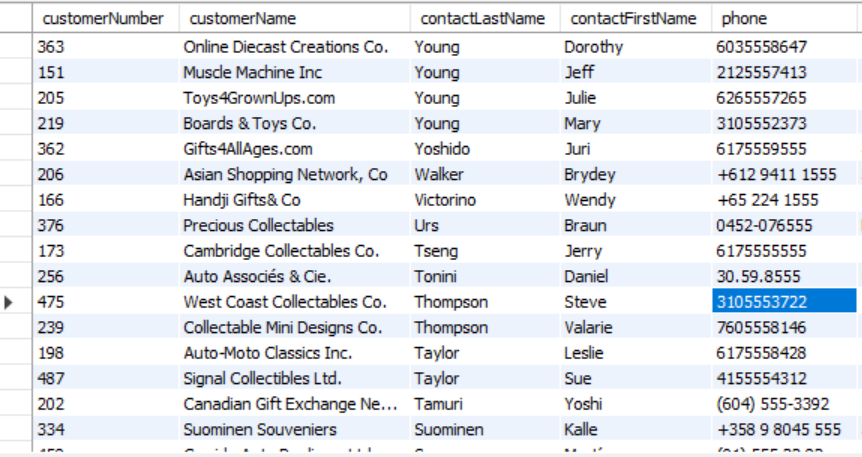 customerNumber customerName contactLastName contactFirstName phone
363 Online Diecast Creations Co. Young Dorothy 6035558647
151 Muscle Machine Inc Young Jeff 2125557413
205 Toys4GrownUps.com Young Julie 6265557265
219 Boards & Toys Co. Young Mary 3105552373
362 Gifts4AllAges.com Yoshido Juri 6175559555
206 Asian Shopping Network, Co Walker Brydey +612 9411 1555
166 Handji Gifts& Co Victorino Wendy +65 224 1555
376 Precious Collectables Urs Braun 0452-076555
173 Cambridge Collectables Co. Tseng Jerry 6175555555
256 Auto Associés & Cie. Tonini Daniel 30.59.8555
475 West Coast Collectables Co. Thompson Steve 3105553722
239 Collectable Mini Designs Co. Thompson Valarie 7605558146
198 Auto-Moto Classics Inc. Taylor Leslie 6175558428
487 Signal Collectibles Ltd. Taylor Sue 4155554312
202 Canadian Gift Exchange Ne... Tamuri Yoshi (604) 555-3392
334 Suominen Souveniers Suominen Kalle +358 9 8045 555